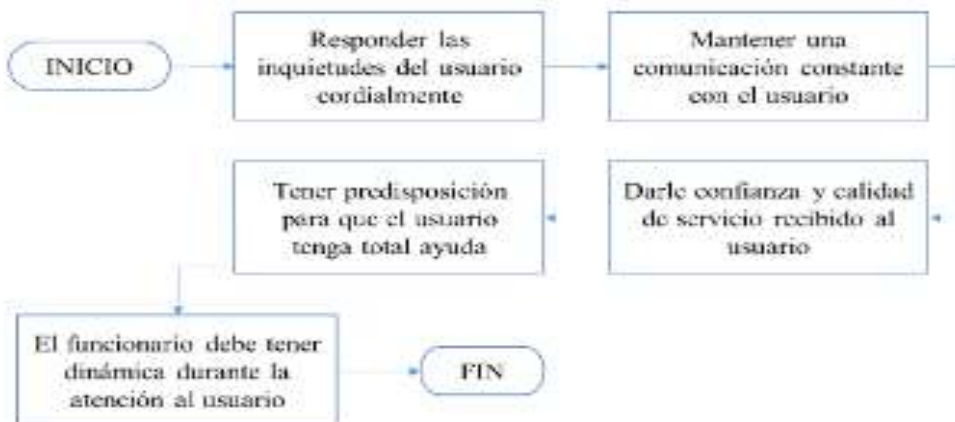 INICIO
Responder las
inquietudes del usuario
cordialmente
Mantener una
comunicación constante
con el usuario
Darle confianza y calidad
de servicio recibido al
usuario
Tener predisposición
para que el usuario
tenga total ayuda
El funcionario debe tener
dinámica durante la
atención al usuario
FIN